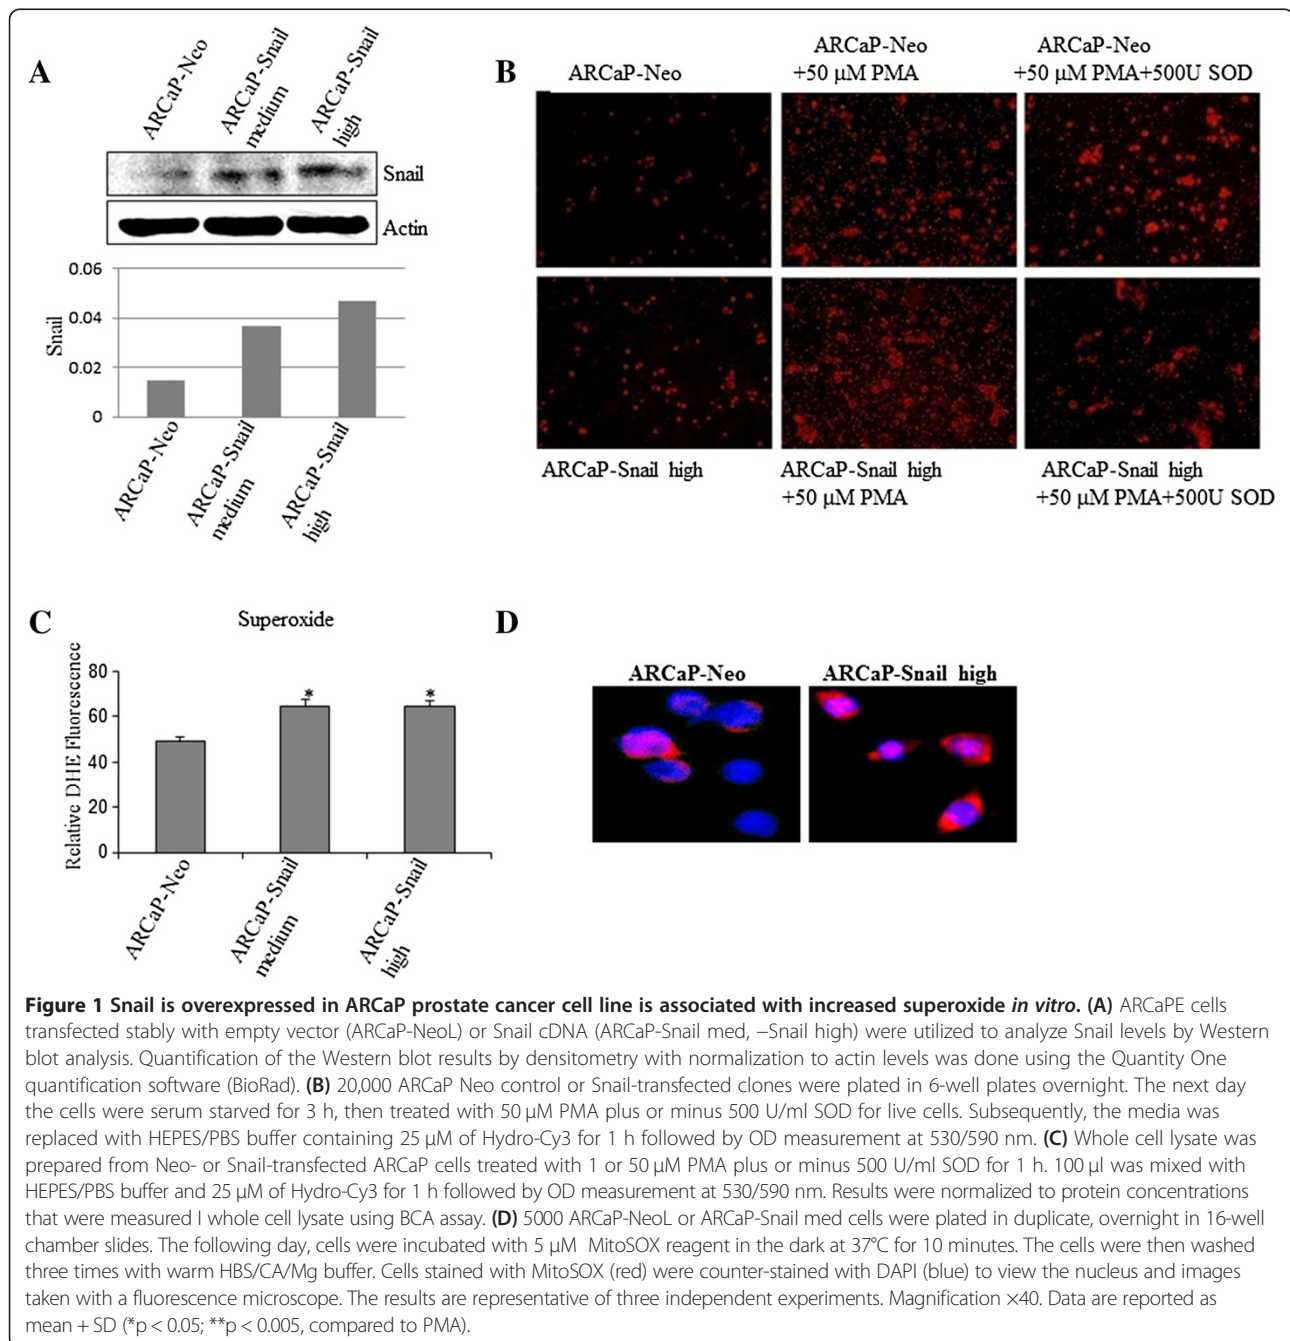 A
ARCaP-Neo
ARCaP-Snail
medium
ARCaP-Snail
high
Snail
Actin
0.06
0.04
0.02
0
Snail
ARCaP-Neo
ARCaP-Snail
medium
ARCaP-Snail
high
B
ARCaP-Neo
ARCaP-Neo
+50 μM PMA
ARCaP-Neo
+50 μM PMA+500U SOD
ARCaP-Snail high
ARCaP-Snail high
+50 μM PMA
ARCaP-Snail high
+50 μM PMA+500U SOD
C
Superoxide
Relative DHE Fluorescence
80
60
40
20
0
*
*
ARCaP-Neo
ARCaP-Snail
medium
ARCaP-Snail
high
D
ARCaP-Neo
ARCaP-Snail high
Figure 1 Snail is overexpressed in ARCaP prostate cancer cell line is associated with increased superoxide in vitro. (A) ARCaPE cells
transfected stably with empty vector (ARCaP-NeoL) or Snail cDNA (ARCaP-Snail med, –Snail high) were utilized to analyze Snail levels by Western
blot analysis. Quantification of the Western blot results by densitometry with normalization to actin levels was done using the Quantity One
quantification software (BioRad). (B) 20,000 ARCaP Neo control or Snail-transfected clones were plated in 6-well plates overnight. The next day
the cells were serum starved for 3 h, then treated with 50 μM PMA plus or minus 500 U/ml SOD for live cells. Subsequently, the media was
replaced with HEPES/PBS buffer containing 25 μM of Hydro-Cy3 for 1 h followed by OD measurement at 530/590 nm. (C) Whole cell lysate was
prepared from Neo- or Snail-transfected ARCaP cells treated with 1 or 50 μM PMA plus or minus 500 U/ml SOD for 1 h. 100 μl was mixed with
HEPES/PBS buffer and 25 μM of Hydro-Cy3 for 1 h followed by OD measurement at 530/590 nm. Results were normalized to protein concentrations
that were measured I whole cell lysate using BCA assay. (D) 5000 ARCaP-NeoL or ARCaP-Snail med cells were plated in duplicate, overnight in 16-well
chamber slides. The following day, cells were incubated with 5 μM MitoSOX reagent in the dark at 37°C for 10 minutes. The cells were then washed
three times with warm HBS/CA/Mg buffer. Cells stained with MitoSOX (red) were counter-stained with DAPI (blue) to view the nucleus and images
taken with a fluorescence microscope. The results are representative of three independent experiments. Magnification ×40. Data are reported as
mean + SD (*p < 0.05; **p < 0.005, compared to PMA).